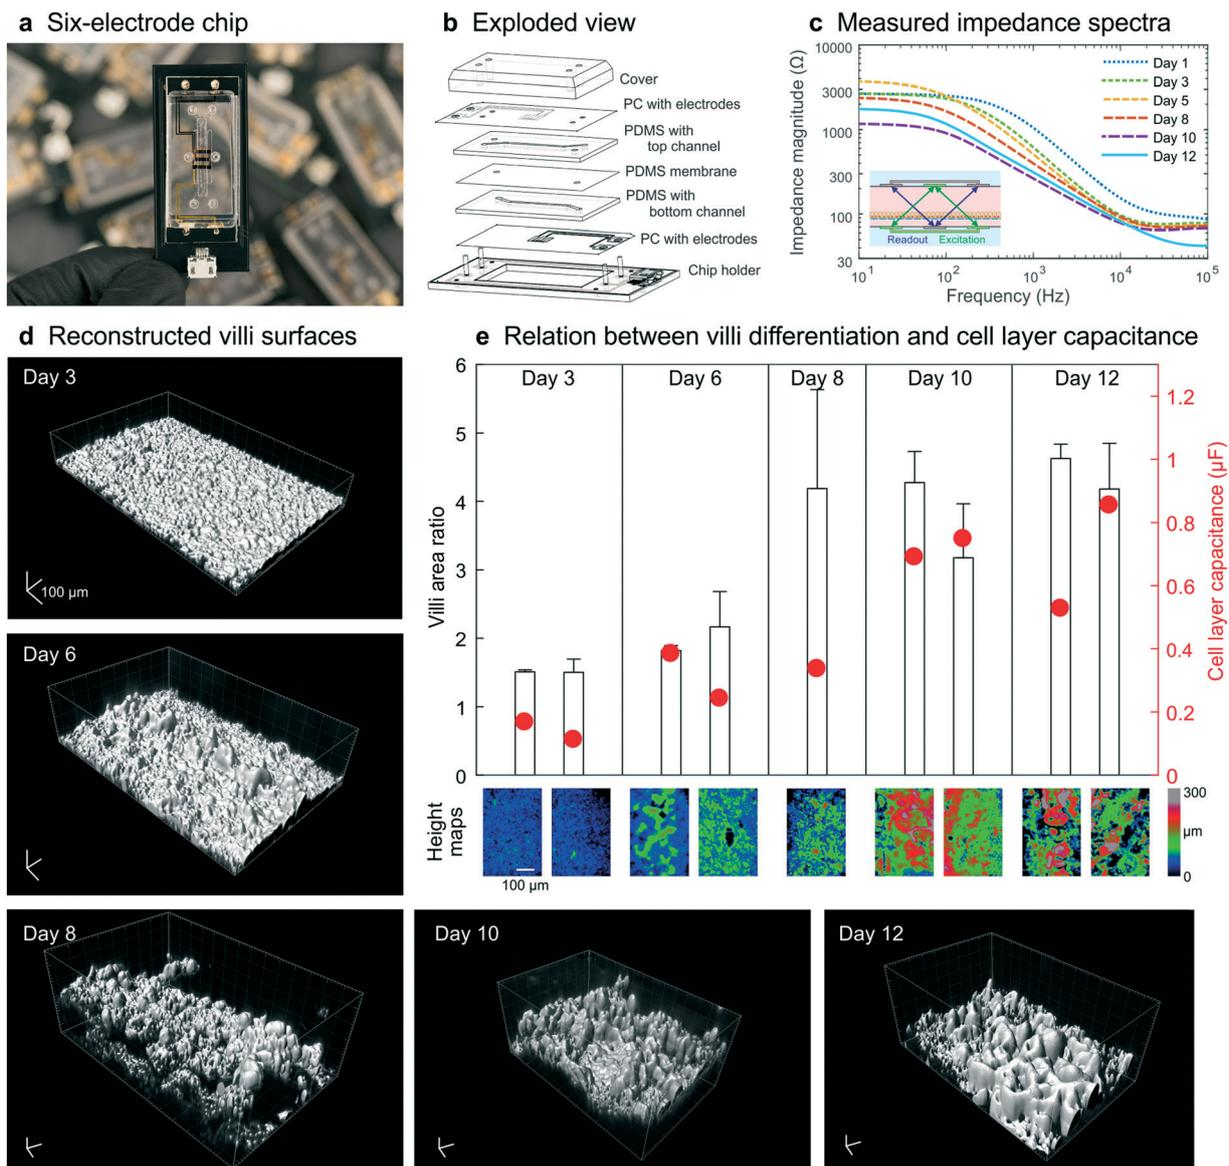 a Six-electrode chip
b Exploded view
Cover
PC with electrodes
PDMS with
top channel
PDMS membrane
PDMS with
bottom channel
PC with electrodes
Chip holder
c Measured impedance spectra
Impedance magnitude (Ω)
10000
3000
1000
300
100
30
Day 1
Day 3
Day 5
Day 8
Day 10
Day 12
Readout Excitation
10^1 10^2 10^3 10^4 10^5
Frequency (Hz)
d Reconstructed villi surfaces
Day 3
100 µm
Day 6
Day 8
Day 10
Day 12
e Relation between villi differentiation and cell layer capacitance
Day 3 Day 6 Day 8 Day 10 Day 12
Villi area ratio
6
5
4
3
2
1
0
Cell layer capacitance (µF)
1.2
1
0.8
0.6
0.4
0.2
0
Height
maps
100 µm
300
µm
0